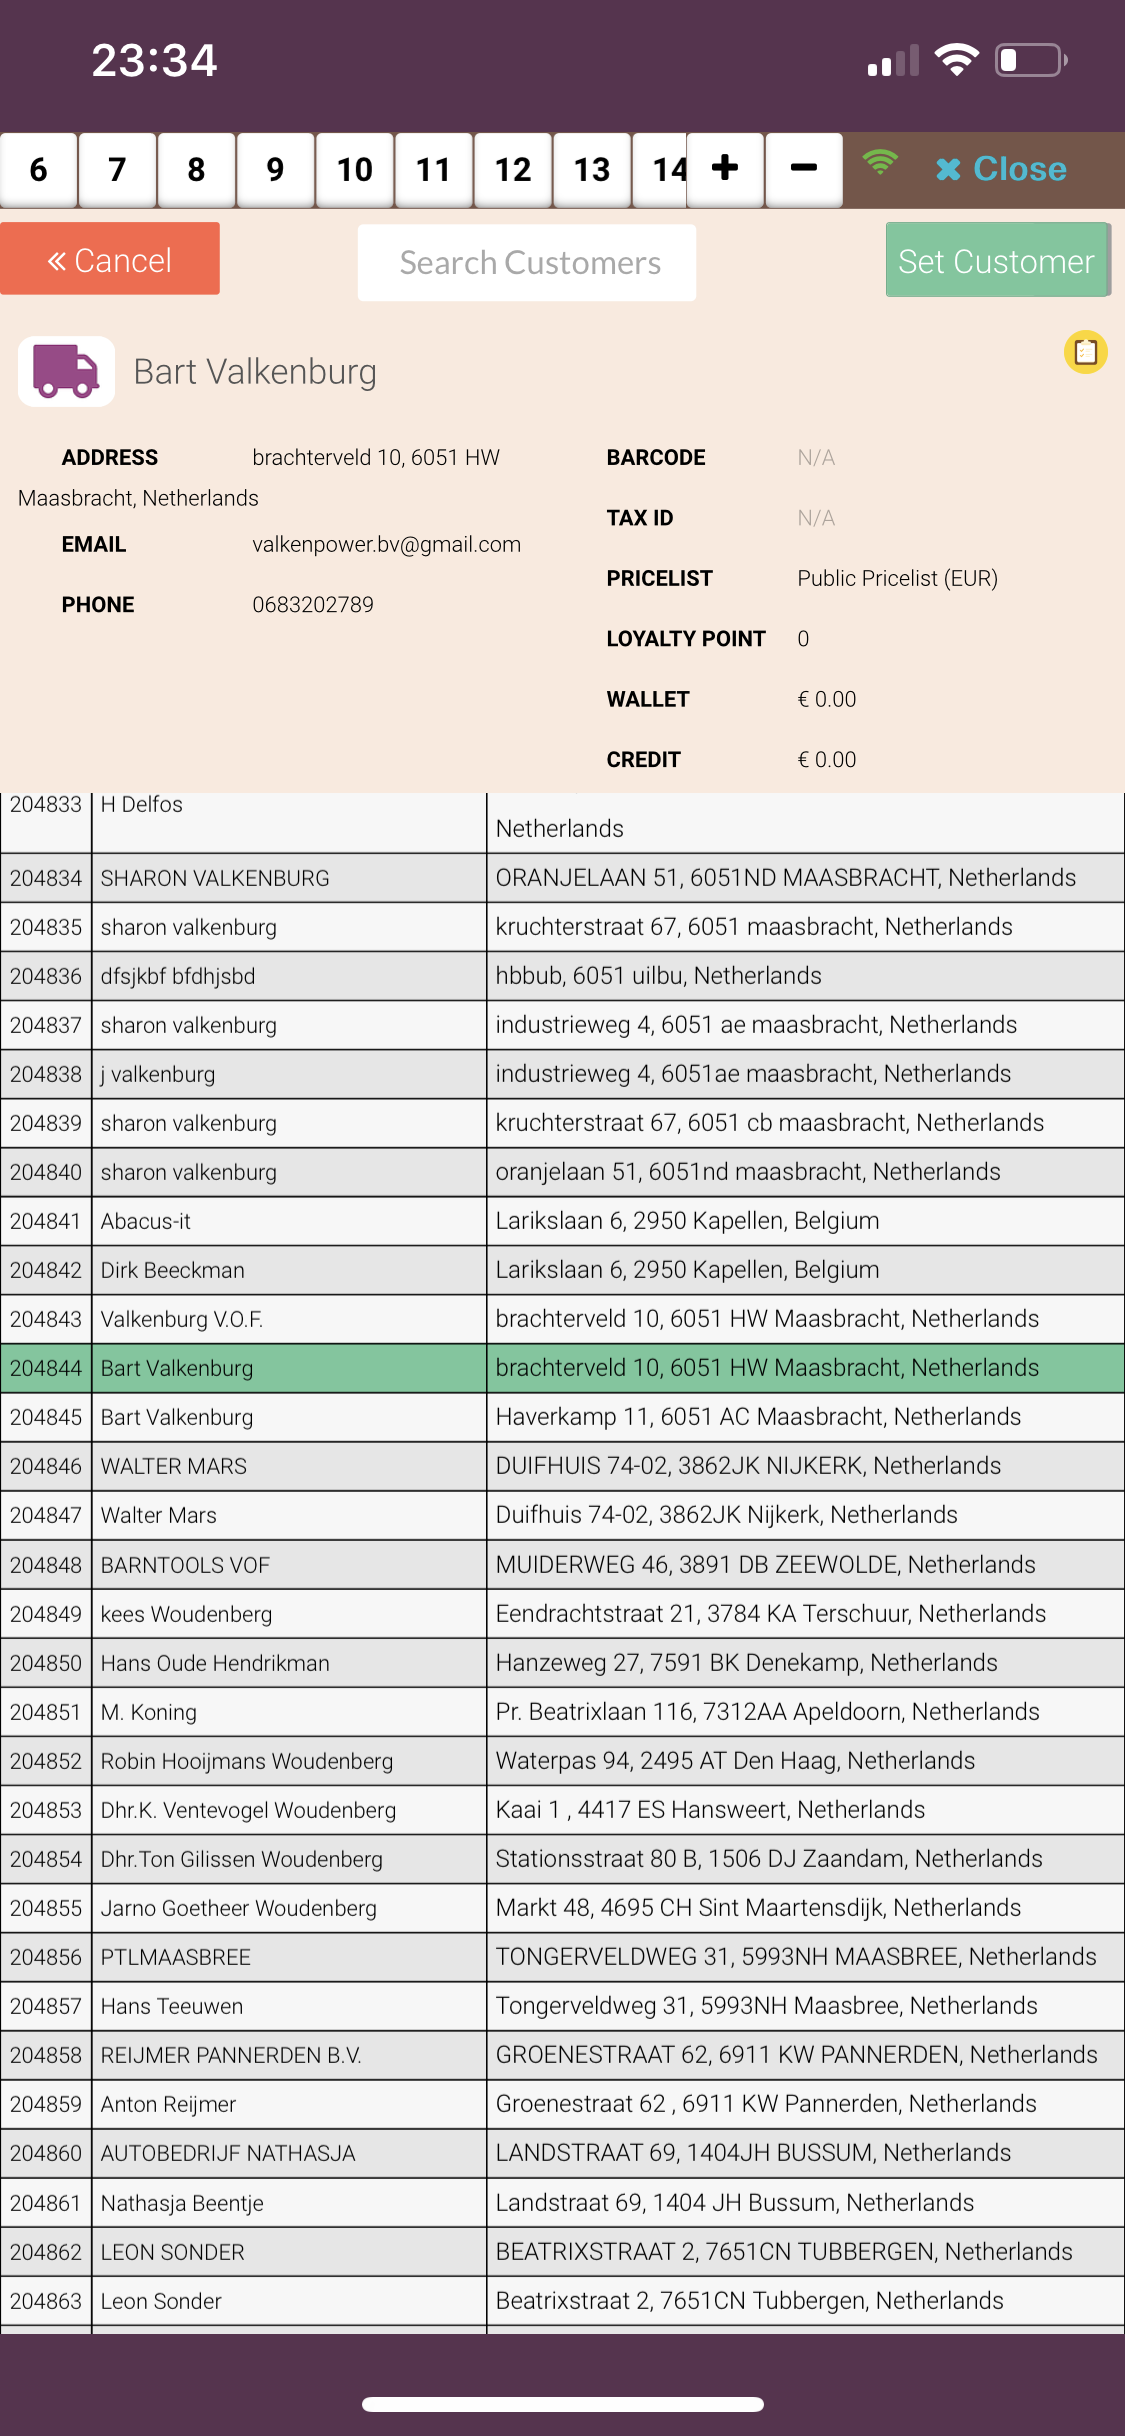 23:34
6 7 8 9 10 11 12 13 14 + − Close
« Cancel
Search Customers
Set Customer
Bart Valkenburg
ADDRESS brachterveld 10, 6051 HW
Maasbracht, Netherlands
EMAIL valkenpower.bv@gmail.com
PHONE 0683202789
BARCODE N/A
TAX ID N/A
PRICELIST Public Pricelist (EUR)
LOYALTY POINT 0
WALLET € 0.00
CREDIT € 0.00
204833 H Delfos
Netherlands
204834 SHARON VALKENBURG ORANJELAAN 51, 6051ND MAASBRACHT, Netherlands
204835 sharon valkenburg kruchterstraat 67, 6051 maasbracht, Netherlands
204836 dfsjkbf bfdhjsbd hbbub, 6051 uilbu, Netherlands
204837 sharon valkenburg industrieweg 4, 6051 ae maasbracht, Netherlands
204838 j valkenburg industrieweg 4, 6051ae maasbracht, Netherlands
204839 sharon valkenburg kruchterstraat 67, 6051 cb maasbracht, Netherlands
204840 sharon valkenburg oranjelaan 51, 6051nd maasbracht, Netherlands
204841 Abacus-it Larikslaan 6, 2950 Kapellen, Belgium
204842 Dirk Beeckman Larikslaan 6, 2950 Kapellen, Belgium
204843 Valkenburg V.O.F. brachterveld 10, 6051 HW Maasbracht, Netherlands
204844 Bart Valkenburg brachterveld 10, 6051 HW Maasbracht, Netherlands
204845 Bart Valkenburg Haverkamp 11, 6051 AC Maasbracht, Netherlands
204846 WALTER MARS DUIFHUIS 74-02, 3862JK NIJKERK, Netherlands
204847 Walter Mars Duifhuis 74-02, 3862JK Nijkerk, Netherlands
204848 BARNTOOLS VOF MUIDERWEG 46, 3891 DB ZEEWOLDE, Netherlands
204849 kees Woudenberg Eendrachtstraat 21, 3784 KA Terschuur, Netherlands
204850 Hans Oude Hendrikman Hanzeweg 27, 7591 BK Denekamp, Netherlands
204851 M. Koning Pr. Beatrixlaan 116, 7312AA Apeldoorn, Netherlands
204852 Robin Hooijmans Woudenberg Waterpas 94, 2495 AT Den Haag, Netherlands
204853 Dhr.K. Ventevogel Woudenberg Kaai 1 , 4417 ES Hansweert, Netherlands
204854 Dhr.Ton Gilissen Woudenberg Stationsstraat 80 B, 1506 DJ Zaandam, Netherlands
204855 Jarno Goetheer Woudenberg Markt 48, 4695 CH Sint Maartensdijk, Netherlands
204856 PTLMAASBREE TONGERVELDWEG 31, 5993NH MAASBREE, Netherlands
204857 Hans Teeuwen Tongerveldweg 31, 5993NH Maasbree, Netherlands
204858 REIJMER PANNERDEN B.V. GROENESTRAAT 62, 6911 KW PANNERDEN, Netherlands
204859 Anton Reijmer Groenestraat 62 , 6911 KW Pannerden, Netherlands
204860 AUTOBEDRIJF NATHASJA LANDSTRAAT 69, 1404JH BUSSUM, Netherlands
204861 Nathasja Beentje Landstraat 69, 1404 JH Bussum, Netherlands
204862 LEON SONDER BEATRIXSTRAAT 2, 7651CN TUBBERGEN, Netherlands
204863 Leon Sonder Beatrixstraat 2, 7651CN Tubbergen, Netherlands